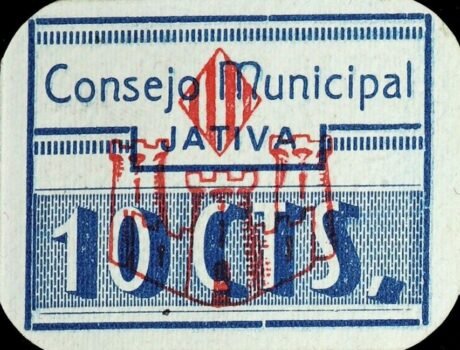 Consejo Municipal
JATIVA
10 CTS.